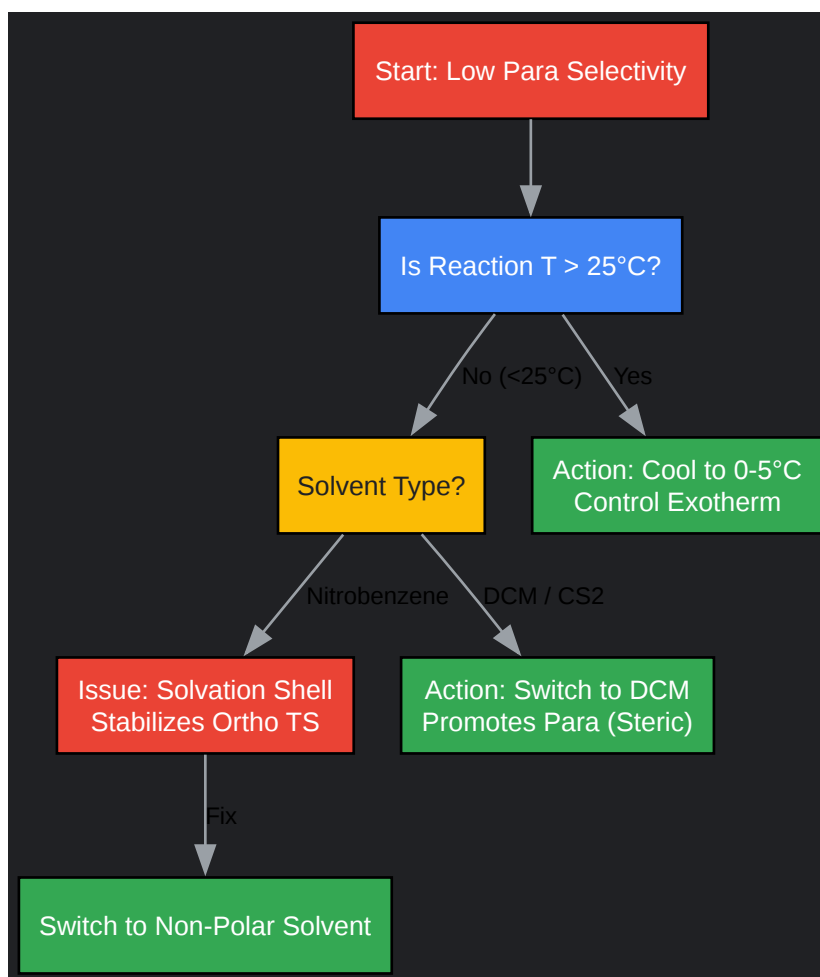 Start: Low Para Selectivity
Is Reaction T > 25°C?
No (<25°C)
Yes
Solvent Type?
Action: Cool to 0-5°C
Control Exotherm
Nitrobenzene
DCM / CS2
Issue: Solvation Shell
Stabilizes Ortho TS
Action: Switch to DCM
Promotes Para (Steric)
Fix
Switch to Non-Polar Solvent